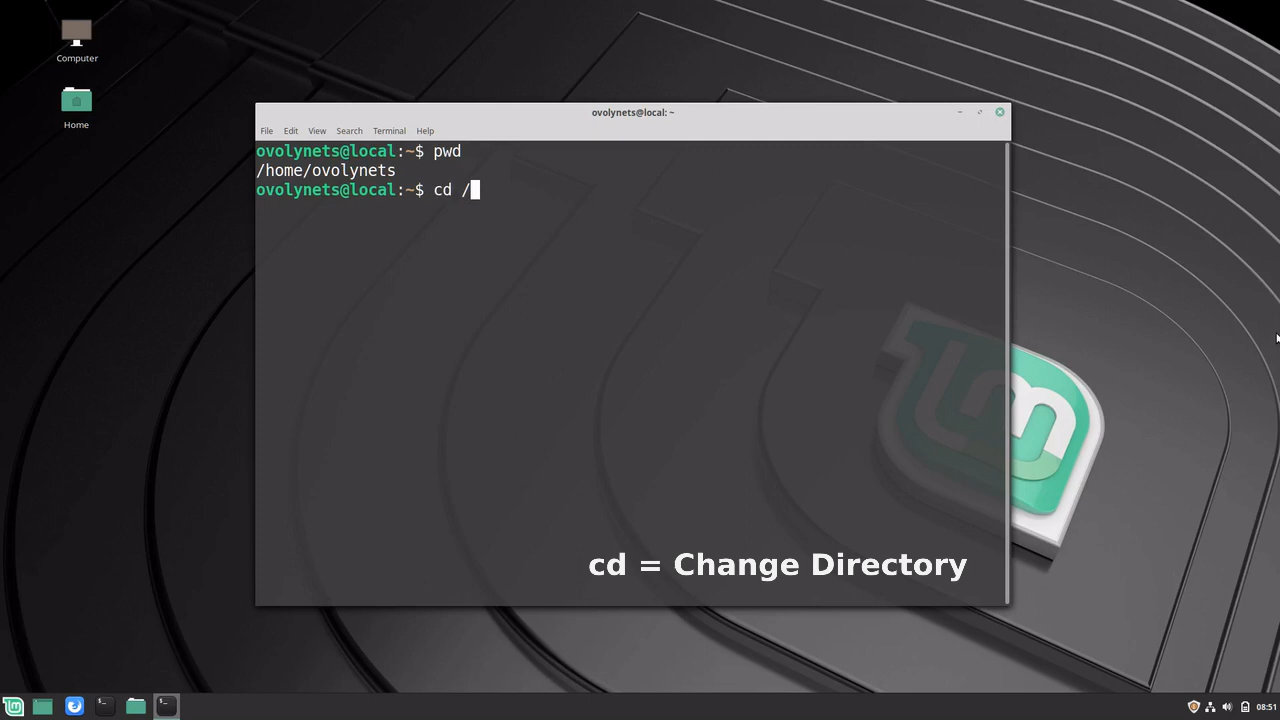 Computer
Home
ovolynets@local: ~
File Edit View Search Terminal Help
ovolynets@local:~$ pwd
/home/ovolynets
ovolynets@local:~$ cd /
cd = Change Directory
08:51